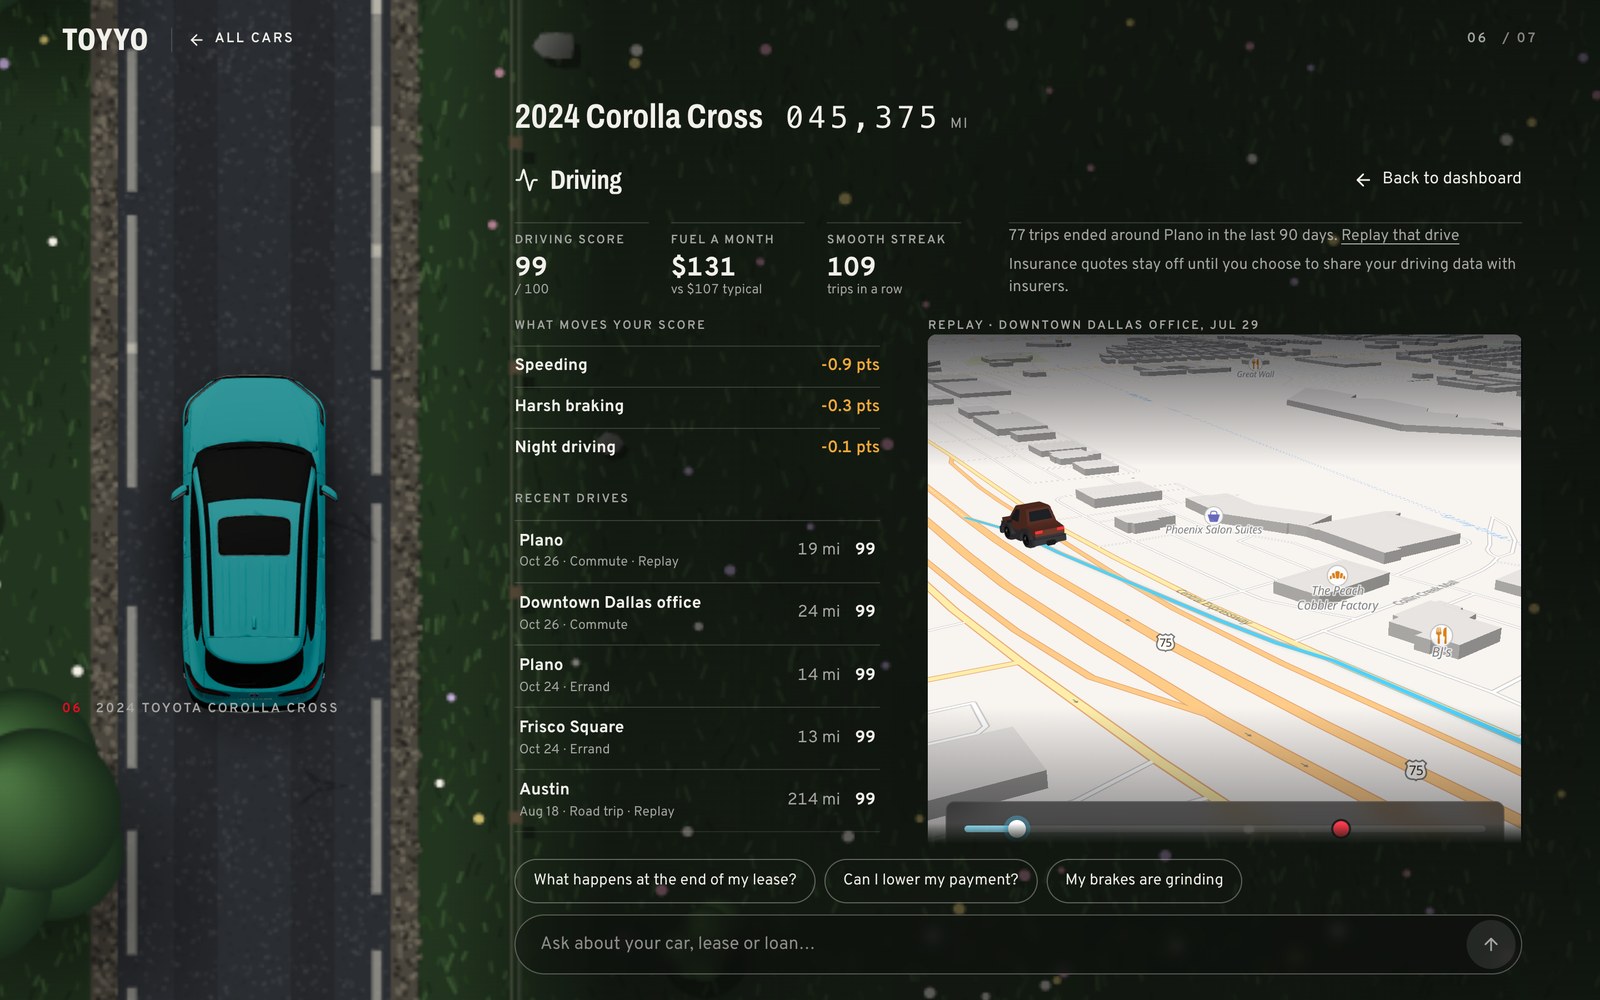 TOYYO
← ALL CARS
06 / 07
2024 Corolla Cross 045,375 MI
Driving
← Back to dashboard
DRIVING SCORE
99
/ 100
FUEL A MONTH
$131
vs $107 typical
SMOOTH STREAK
109
trips in a row
77 trips ended around Plano in the last 90 days. Replay that drive
Insurance quotes stay off until you choose to share your driving data with
insurers.
WHAT MOVES YOUR SCORE
Speeding -0.9 pts
Harsh braking -0.3 pts
Night driving -0.1 pts
RECENT DRIVES
Plano
Oct 26 · Commute · Replay
19 mi 99
Downtown Dallas office
Oct 26 · Commute
24 mi 99
Plano
Oct 24 · Errand
14 mi 99
Frisco Square
Oct 24 · Errand
13 mi 99
Austin
Aug 18 · Road trip · Replay
214 mi 99
REPLAY · DOWNTOWN DALLAS OFFICE, JUL 29
Great Wall
Phoenix Salon Suites
The Peach
Cobbler Factory
BJ's
Central Expressway
75
75
06 2024 TOYOTA COROLLA CROSS
What happens at the end of my lease?
Can I lower my payment?
My brakes are grinding
Ask about your car, lease or loan…